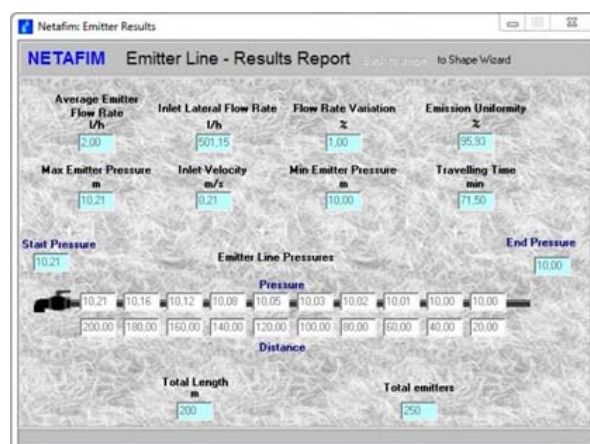 Netafim: Emitter Results
NETAFIM Emitter Line - Results Report Back to shape to Shape Wizard
Average Emitter Flow Rate l/h
Inlet Lateral Flow Rate l/h
Flow Rate Variation %
Emission Uniformity %
2,00 501,15 1,00 95,93
Max Emitter Pressure m
Inlet Velocity m/s
Min Emitter Pressure m
Travelling Time min
10,21 0,21 10,00 71,50
Start Pressure End Pressure
10,21 Emitter Line Pressures 10,00
Pressure
10,21 10,16 10,12 10,08 10,05 10,03 10,02 10,01 10,00 10,00
200,00 180,00 160,00 140,00 120,00 100,00 80,00 60,00 40,00 20,00
Distance
Total Length m
Total emitters
200 250